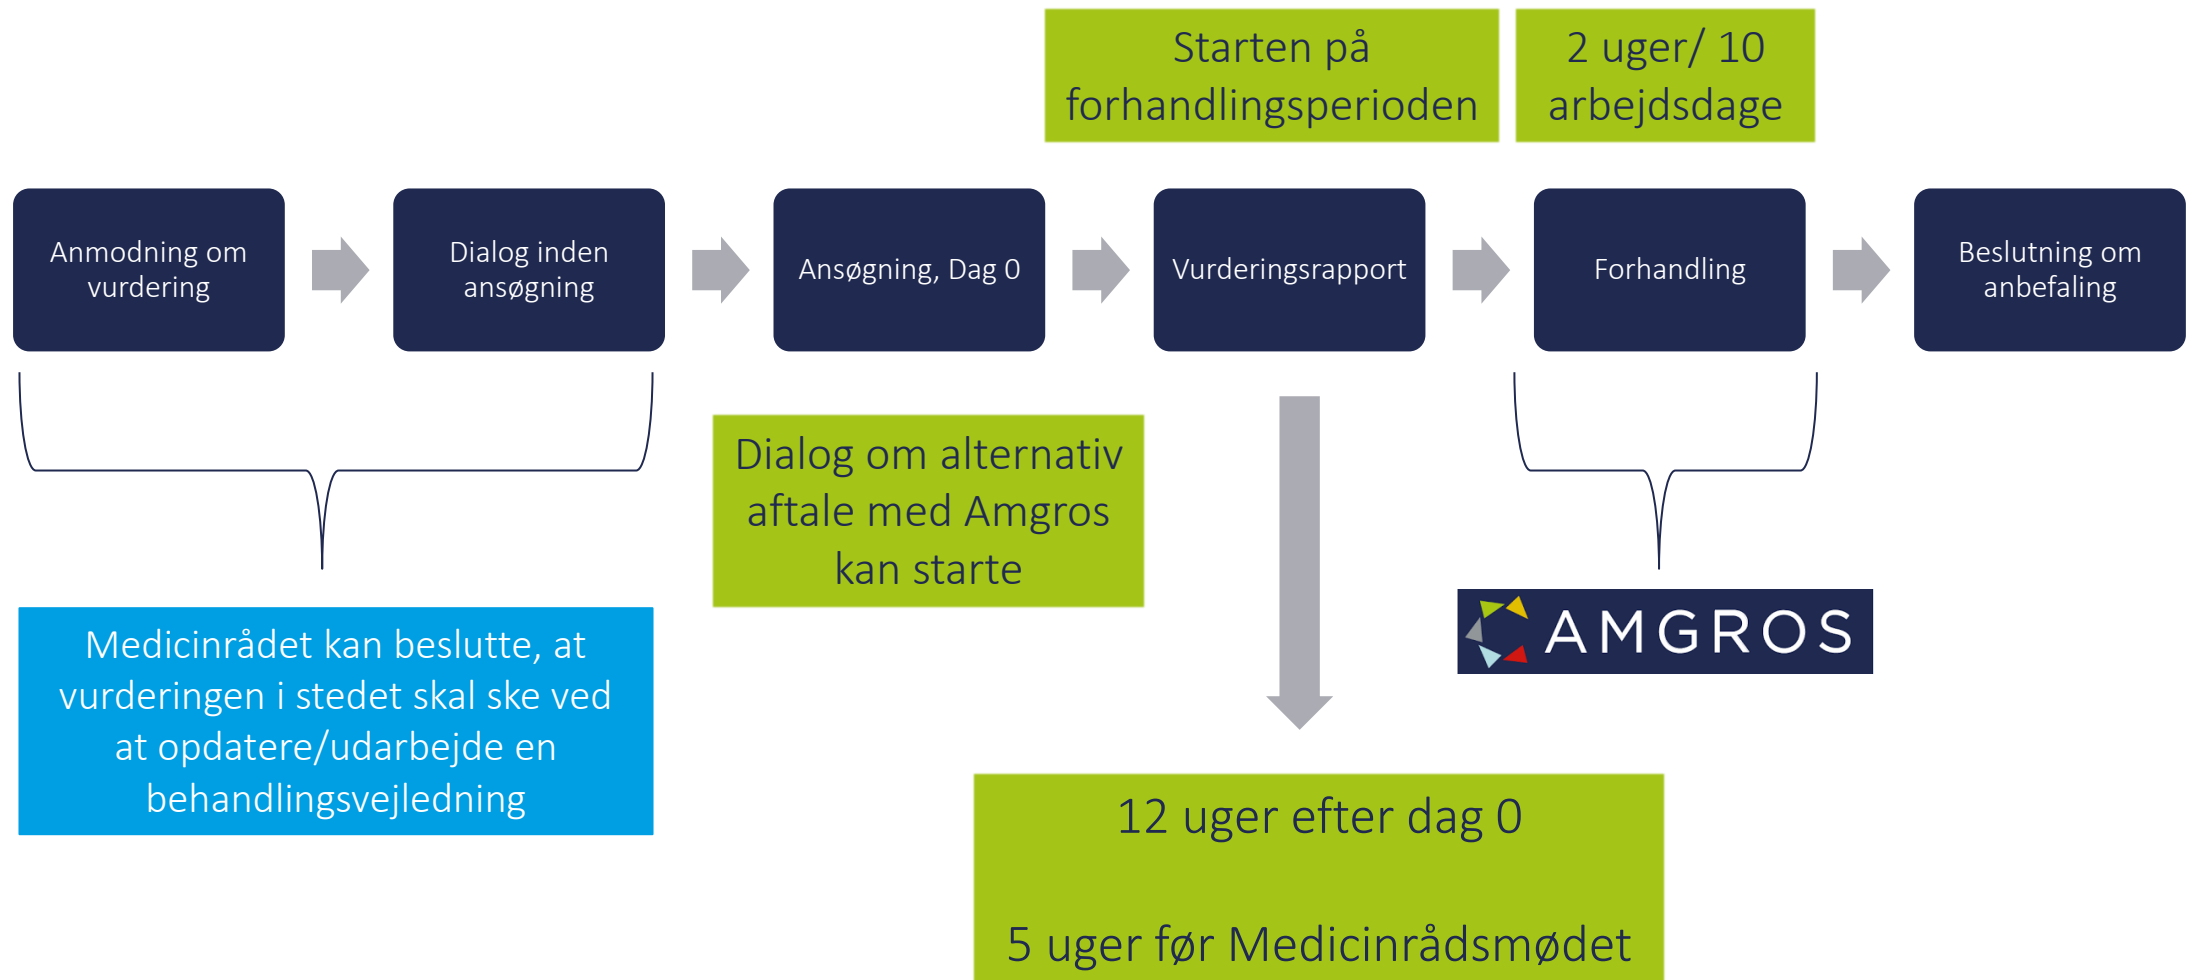 Starten på
forhandlingsperioden
2 uger/ 10
arbejdsdage
Anmodning om
vurdering
Dialog inden
ansøgning
Ansøgning, Dag 0
Vurderingsrapport
Forhandling
Beslutning om
anbefaling
Dialog om alternativ
aftale med Amgros
kan starte
Medicinrådet kan beslutte, at
vurderingen i stedet skal ske ved
at opdatere/udarbejde en
behandlingsvejledning
AMGROS
12 uger efter dag 0
5 uger før Medicinrådsmødet